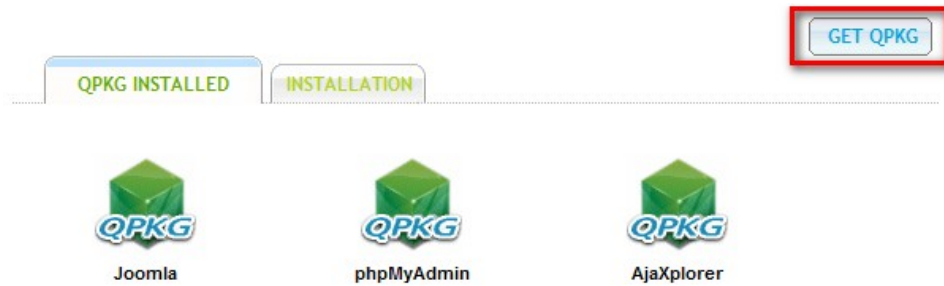 GET QPKG
QPKG INSTALLED INSTALLATION
QPKG QPKG QPKG
Joomla phpMyAdmin AjaXplorer